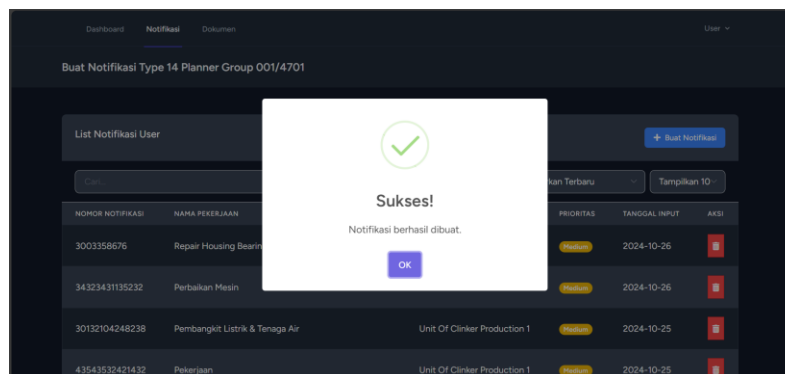 Dashboard Notifikasi Dokumen User
Buat Notifikasi Type 14 Planner Group 001/4701
List Notifikasi User
+ Buat Notifikasi
Cari..
kan Terbaru
Tampilkan 10
Sukses!
Notifikasi berhasil dibuat.
OK
NOMOR NOTIFIKASI NAMA PEKERJAAN PRIORITAS TANGGAL INPUT AKSI
3003358676 Repair Housing Bearin Medium 2024-10-26
34323431135232 Perbaikan Mesin Medium 2024-10-26
30132104248238 Pembangkit Listrik & Tenaga Air Unit Of Clinker Production 1 Medium 2024-10-25
43543532421432 Pekerjaan Unit Of Clinker Production 1 Medium 2024-10-25